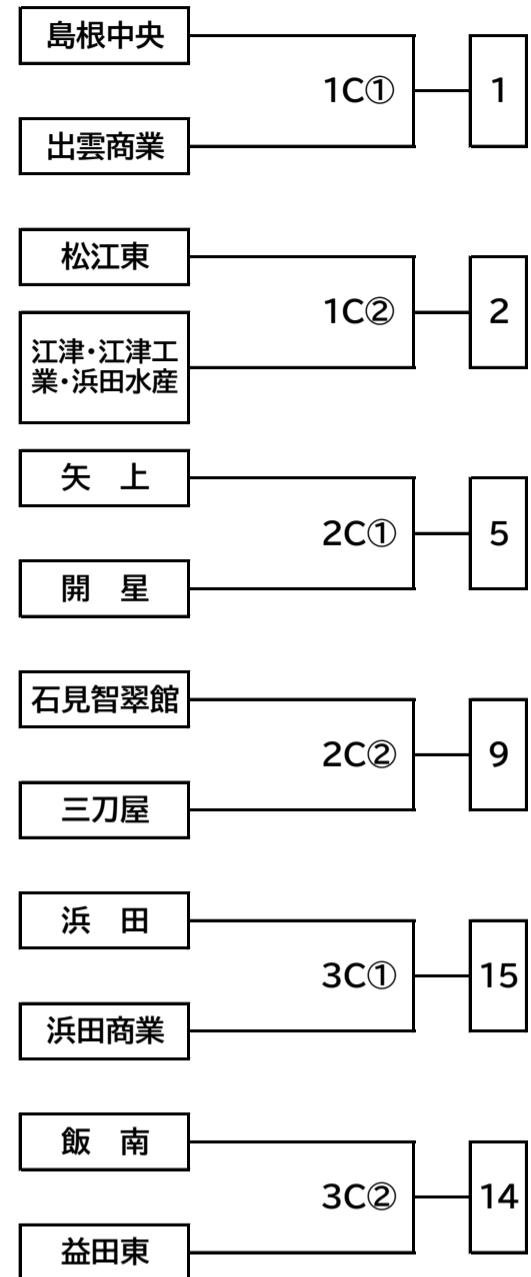 島根中央
1C①
1
出雲商業
松江東
1C②
2
江津・江津工
業・浜田水産
矢　上
2C①
5
開　星
石見智翠館
2C②
9
三刀屋
浜　田
3C①
15
浜田商業
飯　南
3C②
14
益田東